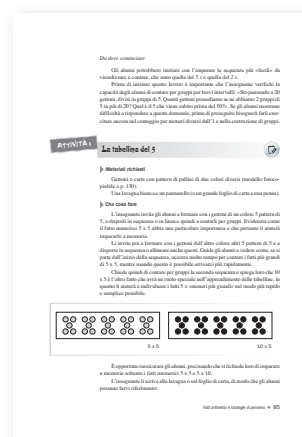 Da dove cominciare
Gli alunni potrebbero iniziare con l'imparare le sequenze più «facili» da
visualizzare e contare, che sono quella del 5 e quella del 2 x.
Prima di iniziare questo lavoro è importante che l'insegnante verifichi la
capacità degli alunni di contare per gruppi per brevi intervalli: «Sto pensando a 20
gettoni, divisi in gruppi di 5. Quanti gettoni possediamo se ne abbiamo 2 gruppi di
5 in più di 20? Qual è il 5 che viene subito prima del 50?». Se gli alunni mostrano
difficoltà a rispondere a queste domande, prima di proseguire bisognerà farli eser-
citare ancora nel conteggio per numeri diversi dall'1 e nella costruzione di gruppi.
ATTIVITÀ 1
La tabellina del 5
Materiali richiesti
Gettoni o carte con pattern di pallini di due colori diversi (modello fotoco-
piabile a p. 130).
Una lavagna bianca e un pennarello (o un grande foglio di carta e una penna).
Che cosa fare
L'insegnante invita gli alunni a formare con i gettoni di un colore 5 pattern di
5, a disporli in sequenza o in linea e quindi a contarli per gruppi. Evidenzia come
il fatto numerico 5 x 5 abbia una particolare importanza e che pertanto li aiuterà
impararlo a memoria.
Li invita poi a formare con i gettoni dell'altro colore altri 5 pattern di 5 e a
disporre in sequenza o allineare anche questi. Guida gli alunni a vedere come, se si
parte dall'inizio della sequenza, occorra molto tempo per contare i fatti più grandi
di 5 x 5, mentre usando questo è possibile arrivarci più rapidamente.
Chiede quindi di contare per gruppi la seconda sequenza e spiega loro che 10
x 5 è l'altro fatto che avrà un ruolo speciale nell'apprendimento delle tabelline, in
quanto li aiuterà a individuare i fatti 5 x «numeri più grandi» nel modo più rapido
e semplice possibile.
5 x 5
10 x 5
È opportuno rassicurare gli alunni, precisando che si richiede loro di imparare
a memoria soltanto i fatti numerici 5 x 5 e 5 x 10.
L'insegnante li scrive alla lavagna o sul foglio di carta, di modo che gli alunni
possano farvi riferimento:
Fatti aritmetici e strategie di pensiero 85